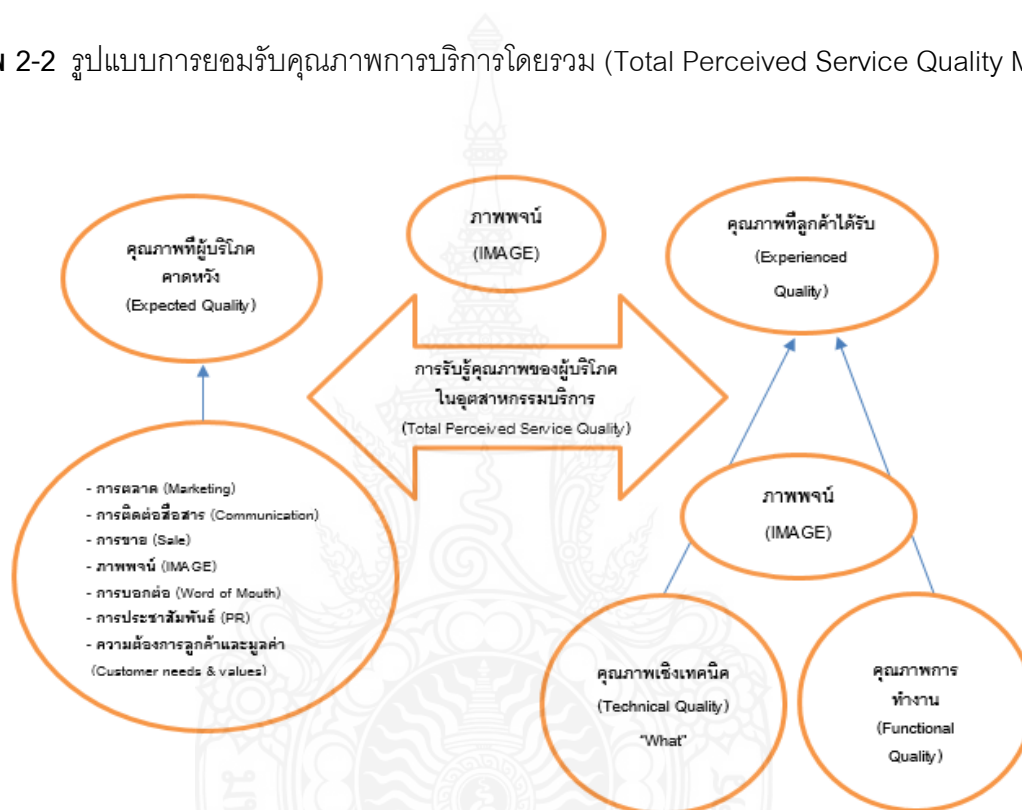 2-2 รูปแบบการยอมรับคุณภาพการบริการโดยรวม (Total Perceived Service Quality M
ภาพพจน์
(IMAGE)
คุณภาพที่ผู้บริโภค
คาดหวัง
(Expected Quality)
คุณภาพที่ลูกค้าได้รับ
(Experienced
Quality)
การรับรู้คุณภาพของผู้บริโภค
ในอุตสาหกรรมบริการ
(Total Perceived Service Quality)
- การตลาด (Marketing)
- การติดต่อสื่อสาร (Communication)
- การขาย (Sale)
- ภาพพจน์ (IMAGE)
- การบอกต่อ (Word of Mouth)
- การประชาสัมพันธ์ (PR)
- ความต้องการลูกค้าและมูลค่า
(Customer needs & values)
ภาพพจน์
(IMAGE)
คุณภาพเชิงเทคนิค
(Technical Quality)
"What"
คุณภาพการ
ทำงาน
(Functional
Quality)